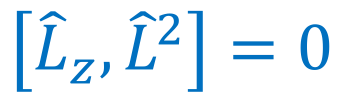 [L̂_z, L̂²] = 0